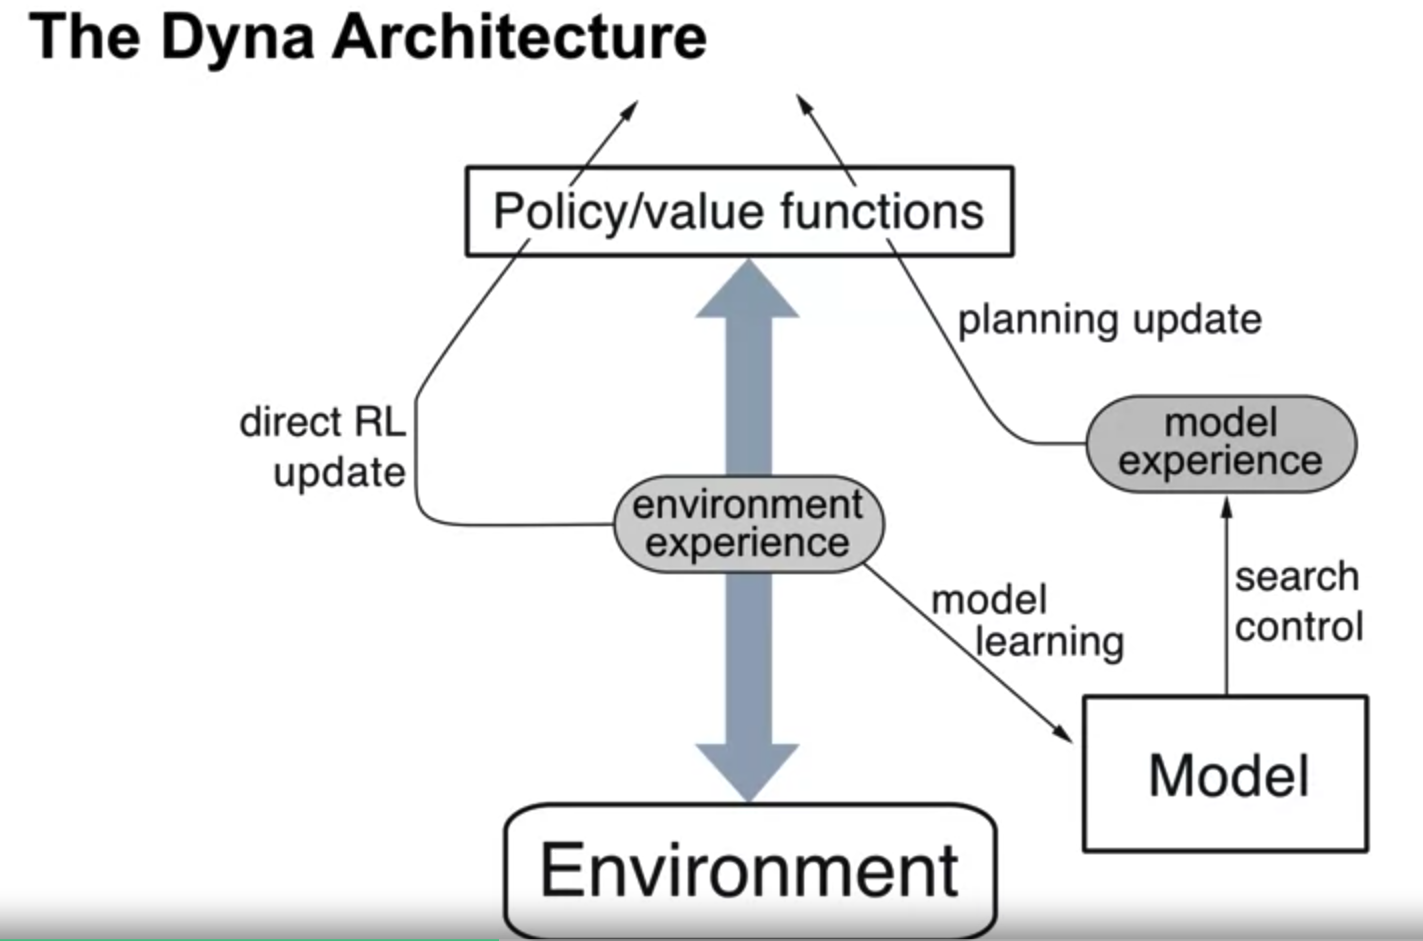 The Dyna Architecture
Policy/value functions
planning update
direct RL
update
model
experience
environment
experience
model
learning
search
control
Model
Environment